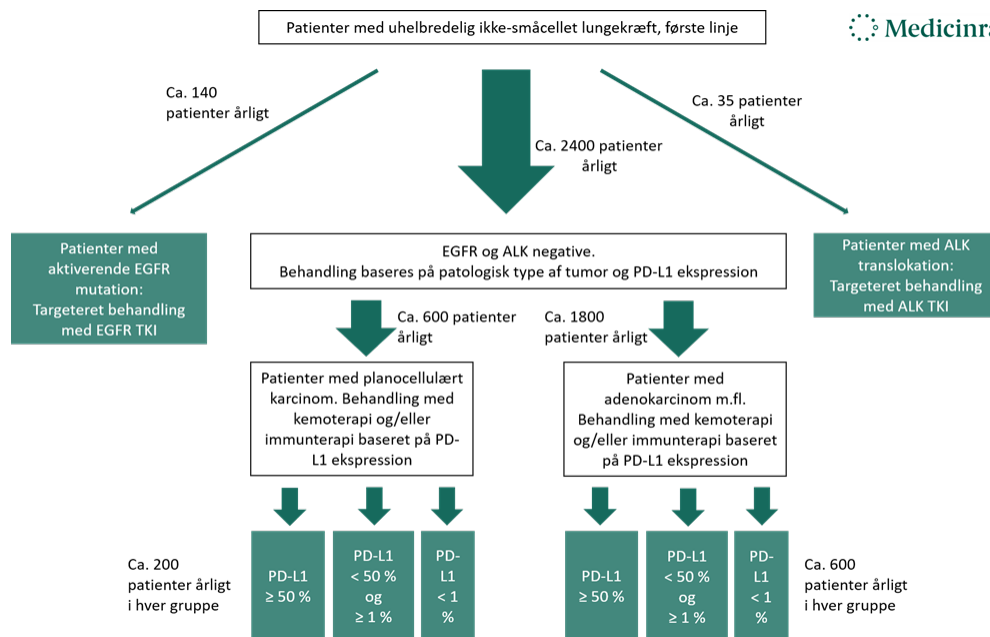 Patienter med uhelbredelig ikke-småcellet lungekræft, første linje
Medicinr
Ca. 140
patienter årligt
Ca. 2400 patienter
årligt
Ca. 35 patienter
årligt
Patienter med
aktiverende EGFR
mutation:
Targeteret behandling
med EGFR TKI
EGFR og ALK negative.
Behandling baseres på patologisk type af tumor og PD-L1 ekspression
Patienter med ALK
translokation:
Targeteret behandling
med ALK TKI
Ca. 600 patienter
årligt
Ca. 1800
patienter årligt
Patienter med planocellulært
karcinom. Behandling med
kemoterapi og/eller
immunterapi baseret på PD-
L1 ekspression
Patienter med
adenokarcinom m.fl.
Behandling med kemoterapi
og/eller immunterapi baseret
på PD-L1 ekspression
Ca. 200
patienter årligt
i hver gruppe
PD-L1
≥ 50 %
PD-L1
< 50 %
og
≥ 1 %
PD-
L1
< 1
%
PD-L1
≥ 50 %
PD-L1
< 50 %
og
≥ 1 %
PD-
L1
< 1
%
Ca. 600
patienter årligt
i hver gruppe